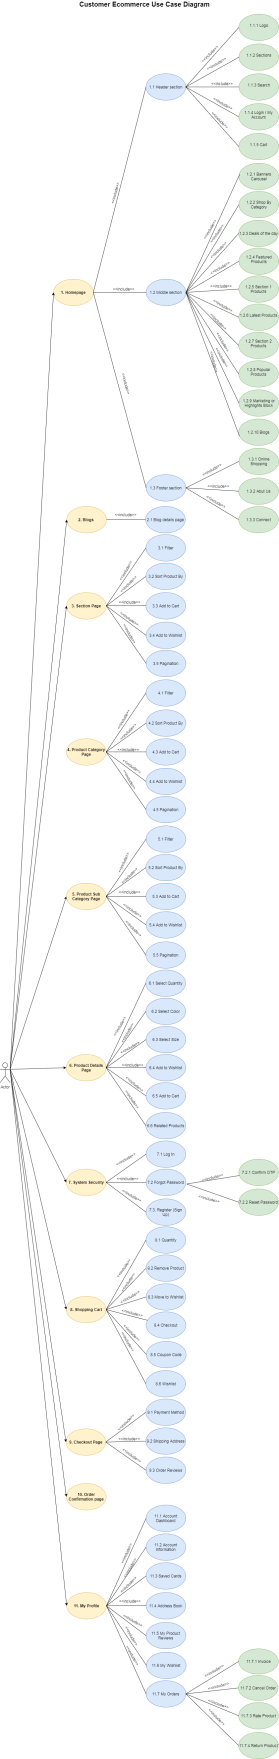 Customer Ecommerce Use Case Diagram
1.1.1 Logo
1.1.2 Sections
1.1 Header section
1.1.3 Search
1.1.4 Login / My
Account
1.1.5 Cart
1.2.1 Banners
Carousel
1.2.2 Shop By
Category
1.2.3 Deals of the day
1.2.4 Featured
Products
1. Homepage
1.2 Middle section
1.2.5 Section 1
Products
1.2.6 Latest Products
1.2.7 Section 2
Products
1.2.8 Popular
Products
1.2.9 Marketing or
Highlights Block
1.2.10 Blogs
1.3.1 Online
Shopping
1.3 Footer section
1.3.2 About Us
1.3.3 Connect
2. Blogs
2.1 Blog details page
3.1 Filter
3.2 Sort Product By
3. Section Page
3.3 Add to Cart
3.4 Add to Wishlist
3.5 Pagination
4.1 Filter
4.2 Sort Product By
4. Product Category
Page
4.3 Add to Cart
4.4 Add to Wishlist
4.5 Pagination
5.1 Filter
5.2 Sort Product By
5. Product Sub
Category Page
5.3 Add to Cart
5.4 Add to Wishlist
5.5 Pagination
6.1 Select Quantity
6.2 Select Color
6.3 Select Size
Actor
6. Product Details
Page
6.4 Add to Wishlist
6.5 Add to Cart
6.6 Related Products
7.1 Log In
7.2.1 Confirm OTP
7. System Security
7.2 Forgot Password
7.2.2 Reset Password
7.3. Register (Sign
Up)
8.1 Quantity
8.2 Remove Product
8.3 Move to Wishlist
8. Shopping Cart
8.4 Checkout
8.5 Coupon Code
8.6 Wishlist
9.1 Payment Method
9. Checkout Page
9.2 Shipping Address
9.3 Order Reviews
10. Order
Confirmation page
11.1 Account
Dashboard
11.2 Account
Information
11.3 Saved Cards
11. My Profile
11.4 Address Book
11.5 My Product
Reviews
11.6 My Wishlist
11.7.1 Invoice
11.7.2 Cancel Order
11.7 My Orders
11.7.3 Rate Product
11.7.4 Return Product